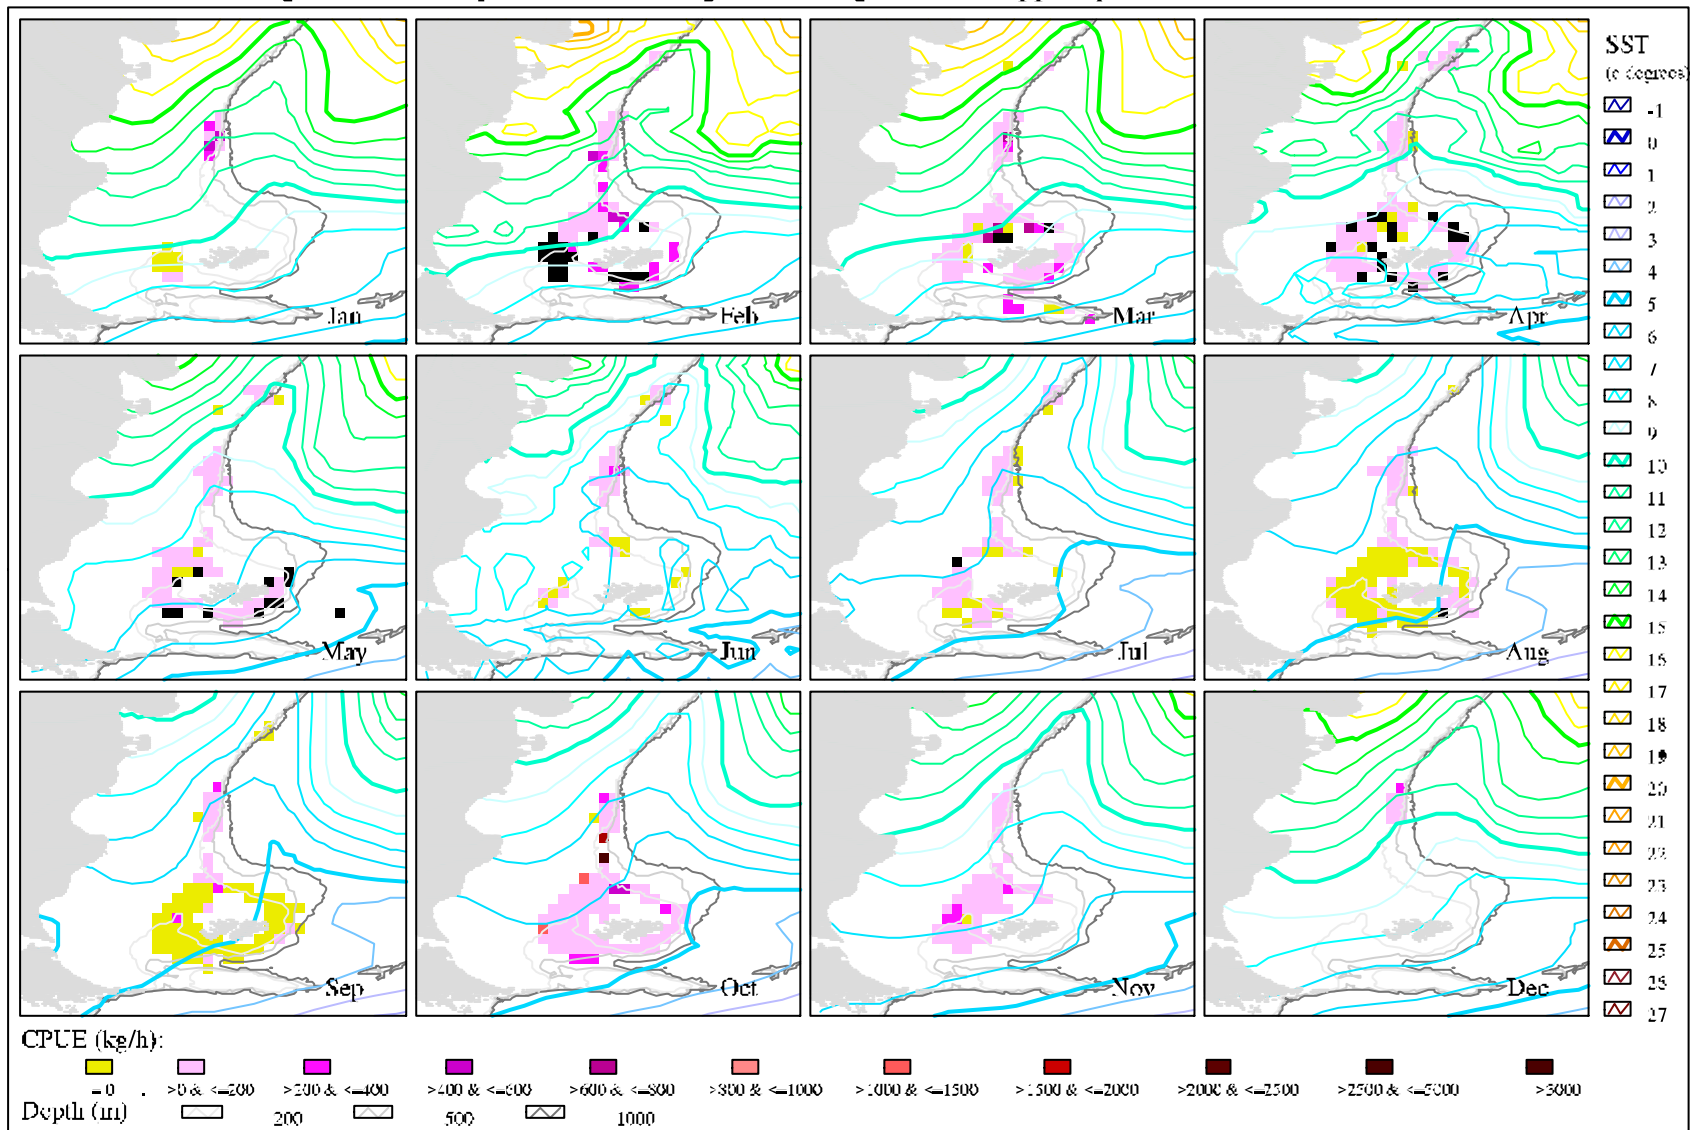 Jan
Feb
Mar
Apr
May
Jun
Jul
Aug
Sep
Oct
Nov
Dec
SST
(c degrees)
-1
0
1
2
3
4
5
6
7
8
9
10
11
12
13
14
15
16
17
18
19
20
21
22
23
24
25
26
27
CPUE (kg/h):
=0 >0 & <=200 >200 & <=400 >400 & <=600 >600 & <=800 >800 & <=1000 >1000 & <=1500 >1500 & <=2000 >2000 & <=2500 >2500 & <=3000 >3000
Depth (m) 200 500 1000